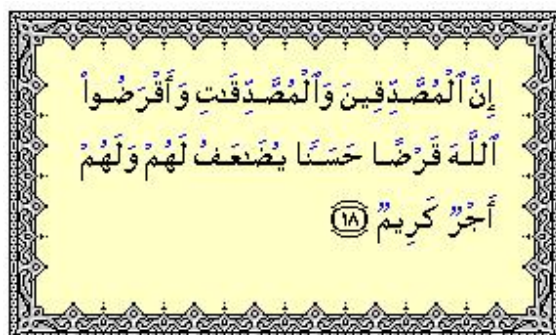 إِنَّ ٱلْمُصَّدِّقِينَ وَٱلْمُصَّدِّقَٰتِ وَأَقْرَضُوا۟
ٱللَّهَ قَرْضًا حَسَنًا يُضَٰعَفُ لَهُمْ وَلَهُمْ
أَجْرٌ كَرِيمٌ ١٨